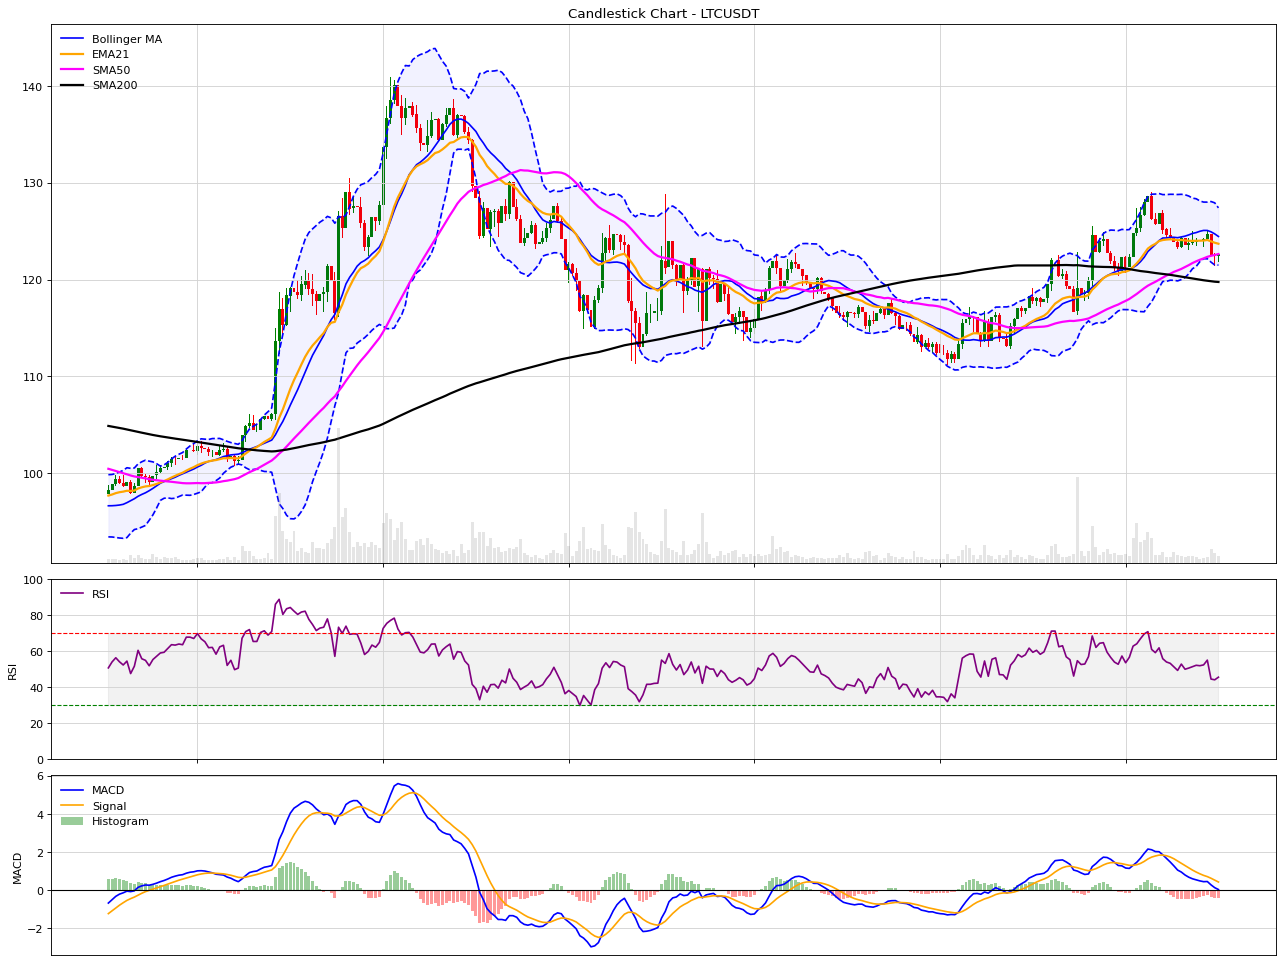 Candlestick Chart - LTCUSDT
Bollinger MA
EMA21
SMA50
SMA200
140
130
120
110
100
RSI
100
80
60
40
20
0
RSI
MACD
Signal
Histogram
6
4
2
0
−2
MACD